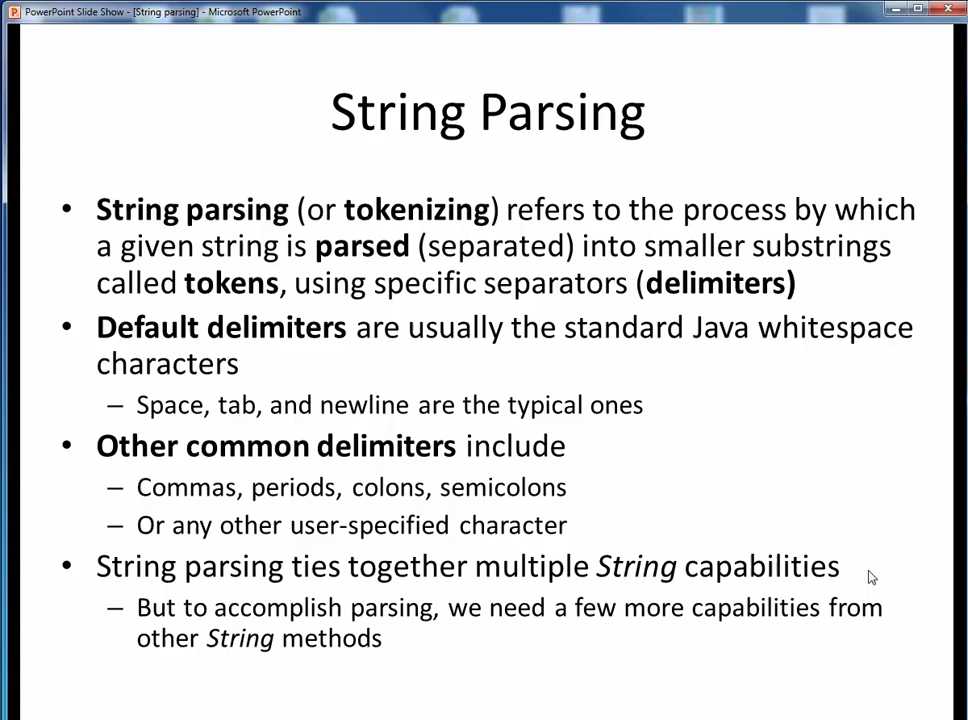 PowerPoint Slide Show - [String parsing] - Microsoft PowerPoint
String Parsing
• String parsing (or tokenizing) refers to the process by which
a given string is parsed (separated) into smaller substrings
called tokens, using specific separators (delimiters)
• Default delimiters are usually the standard Java whitespace
characters
– Space, tab, and newline are the typical ones
• Other common delimiters include
– Commas, periods, colons, semicolons
– Or any other user-specified character
• String parsing ties together multiple String capabilities
– But to accomplish parsing, we need a few more capabilities from
other String methods